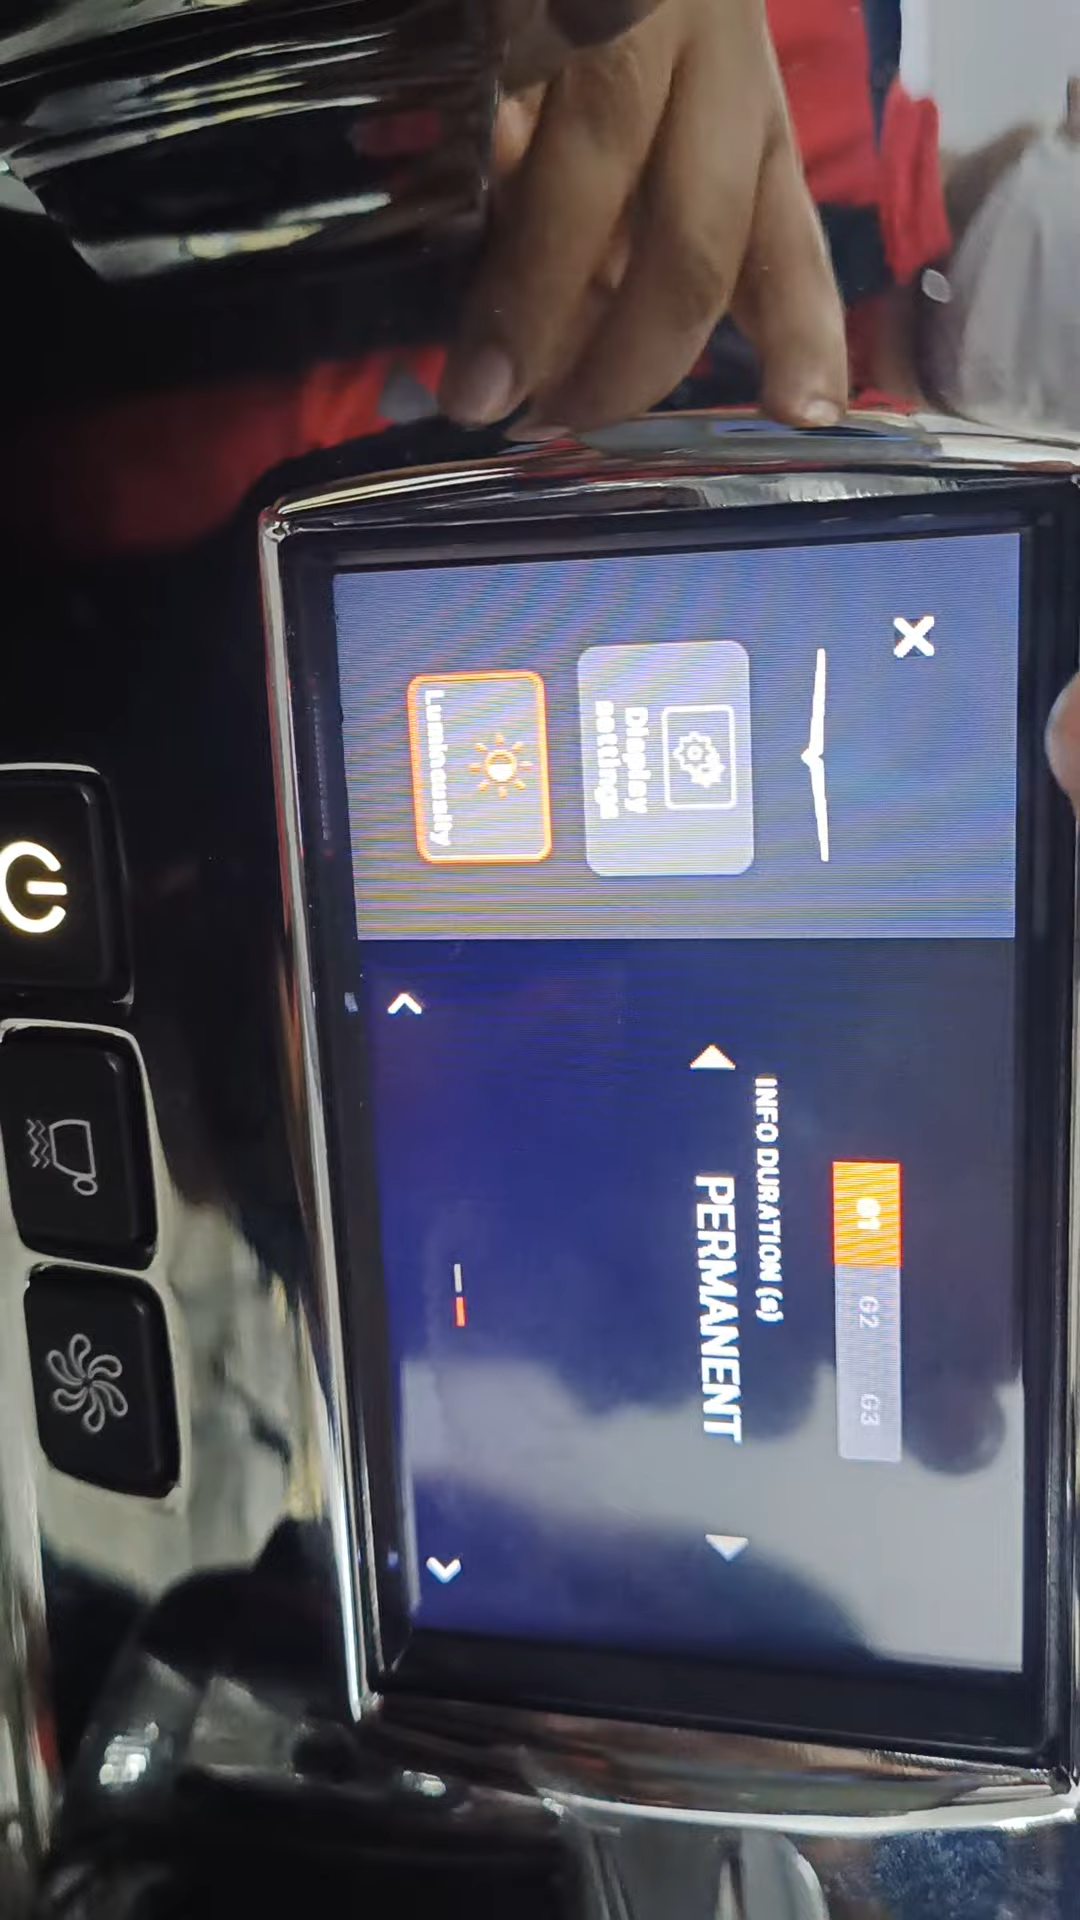 Display
settings
Luminosity
G1 G2 G3
INFO DURATION (s)
PERMANENT